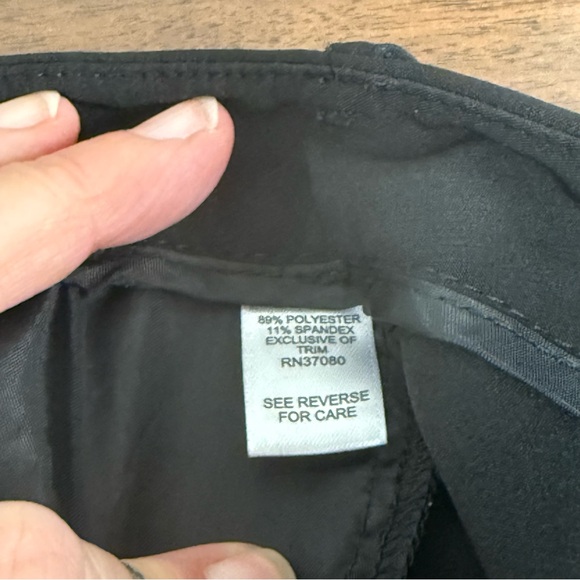 89% POLYESTER
11% SPANDEX
EXCLUSIVE OF
TRIM
RN37080
SEE REVERSE
FOR CARE